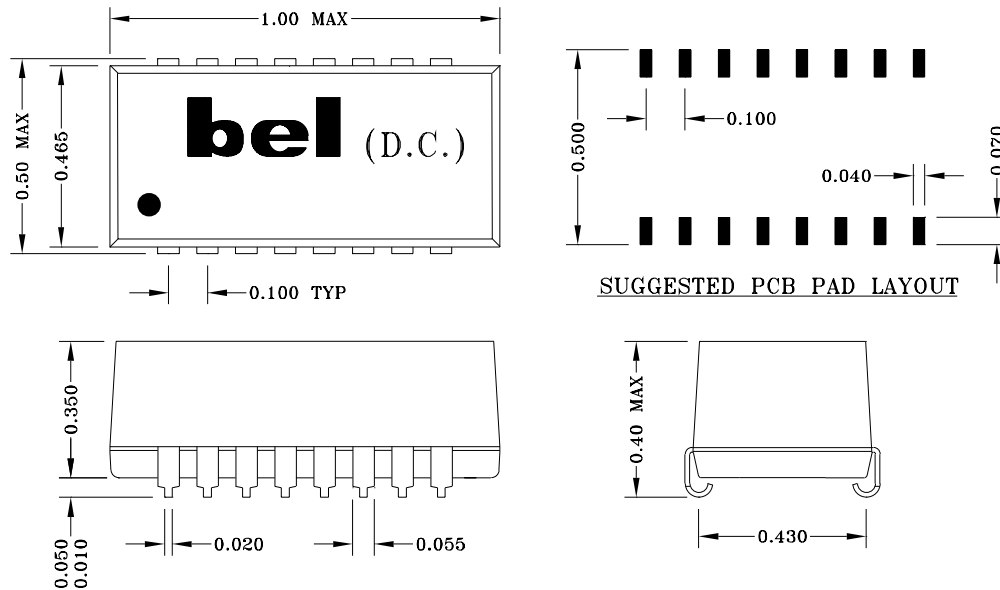 1.00 MAX
0.50 MAX
0.465
bel (D.C.)
0.100 TYP
0.500
0.100
0.040
0.070
SUGGESTED PCB PAD LAYOUT
0.350
0.050
0.010
0.020
0.055
0.40 MAX
0.430